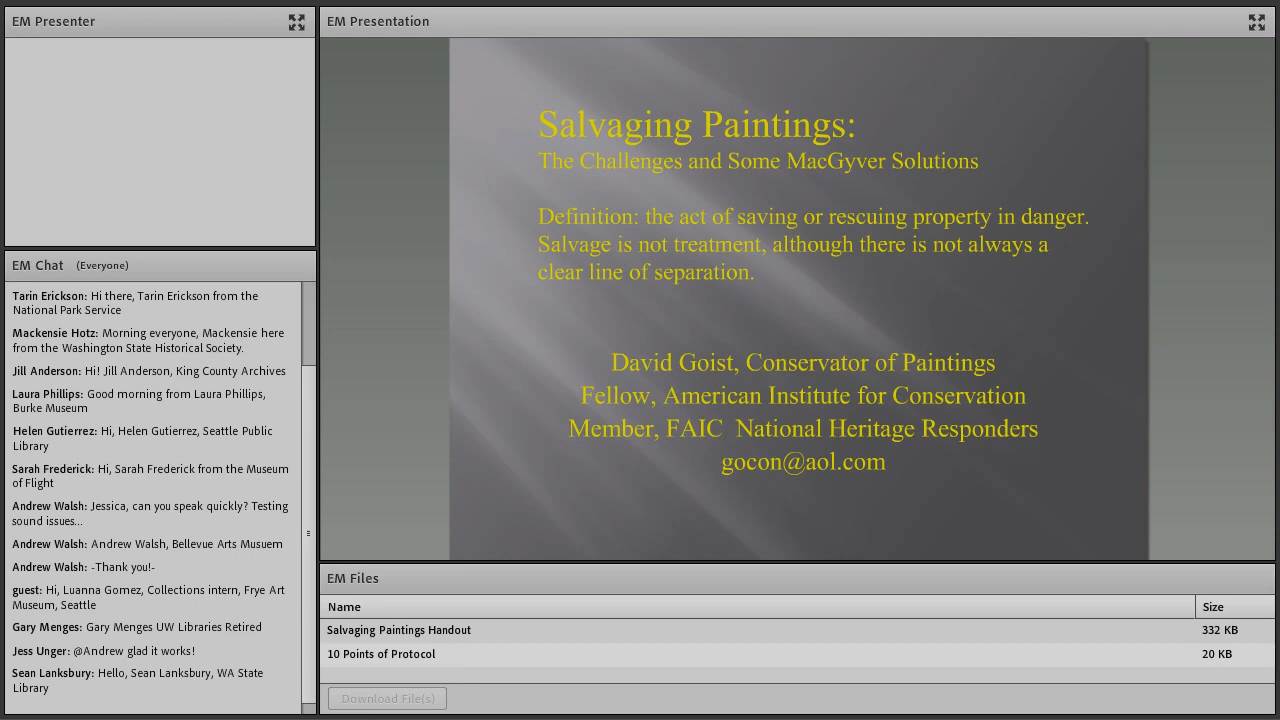 EM Presenter
EM Chat (Everyone)
Tarin Erickson: Hi there, Tarin Erickson from the
National Park Service
Mackensie Hotz: Morning everyone, Mackensie here
from the Washington State Historical Society.
Jill Anderson: Hi! Jill Anderson, King County Archives
Laura Phillips: Good morning from Laura Phillips,
Burke Museum
Helen Gutierrez: Hi, Helen Gutierrez, Seattle Public
Library
Sarah Frederick: Hi, Sarah Frederick from the Museum
of Flight
Andrew Walsh: Jessica, can you speak quickly? Testing
sound issues...
Andrew Walsh: Andrew Walsh, Bellevue Arts Musuem
Andrew Walsh: -Thank you!-
guest: Hi, Luanna Gomez, Collections intern, Frye Art
Museum, Seattle
Gary Menges: Gary Menges UW Libraries Retired
Jess Unger: @Andrew glad it works!
Sean Lanksbury: Hello, Sean Lanksbury, WA State
Library
EM Presentation
Salvaging Paintings:
The Challenges and Some MacGyver Solutions
Definition: the act of saving or rescuing property in danger.
Salvage is not treatment, although there is not always a
clear line of separation.
David Goist, Conservator of Paintings
Fellow, American Institute for Conservation
Member, FAIC National Heritage Responders
gocon@aol.com
EM Files
Name Size
Salvaging Paintings Handout 332 KB
10 Points of Protocol 20 KB
Download File(s)